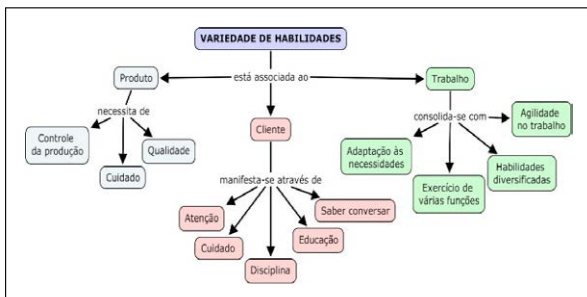 VARIEDADE DE HABILIDADES
Produto
está associada ao
Trabalho
necessita de
Controle
da produção
Cuidado
Qualidade
Cliente
manifesta-se através de
Atenção
Cuidado
Disciplina
Educação
Saber conversar
consolida-se com
Adaptação às
necessidades
Exercício de
várias funções
Habilidades
diversificadas
Agilidade
no trabalho